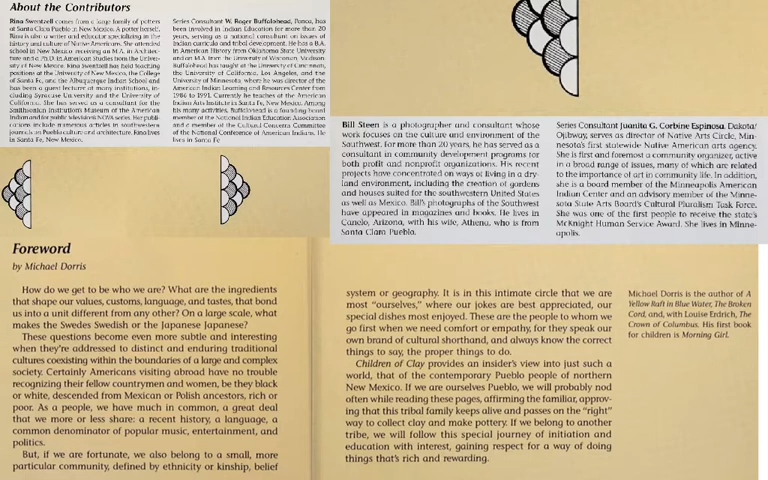 About the Contributors
Rina Swentzell comes from a large family of potters
of Santa Clara Pueblo in New Mexico. A potter herself,
Rina is also a writer and educator specializing in the
history and culture of Native Americans. She attended
school in New Mexico receiving an M.A. in Architec-
ture and a Ph.D. in American Studies from the Univer-
sity of New Mexico. Rina Swentzell has held teaching
positions at the University of New Mexico, the College
of Santa Fe, and the Albuquerque Indian School and
has been a guest lecturer at many institutions, in-
cluding Syracuse University and the University of
California. She has served as a consultant for the
Smithsonian Institution's Museum of the American
Indian and for public television's NOVA series. Her publi-
cations include numerous articles in southwestern
journals on Pueblo culture and architecture. Rina lives
in Santa Fe, New Mexico.
Series Consultant W. Roger Buffalohead, Ponca, has
been involved in Indian Education for more than 20
years, serving as a national consultant on issues of
Indian curricula and tribal development. He has a B.A.
in American History from Oklahoma State University
and an M.A. from the University of Wisconsin, Madison.
Buffalohead has taught at the University of Cincinnati,
the University of California, Los Angeles, and the
University of Minnesota, where he was director of the
American Indian Learning and Resources Center from
1986 to 1991. Currently he teaches at the American
Indian Arts Institute in Santa Fe, New Mexico. Among
his many activities, Buffalohead is a founding board
member of the National Indian Education Association
and a member of the Cultural Concerns Committee
of the National Conference of American Indians. He
lives in Santa Fe
Bill Steen is a photographer and consultant whose
work focuses on the culture and environment of the
Southwest. For more than 20 years, he has served as a
consultant in community development programs for
both profit and nonprofit organizations. His recent
projects have concentrated on ways of living in a dry-
land environment, including the creation of gardens
and houses suited for the southwestern United States
as well as Mexico. Bill's photographs of the Southwest
have appeared in magazines and books. He lives in
Canelo, Arizona, with his wife, Athena, who is from
Santa Clara Pueblo.
Series Consultant Juanita G. Corbine Espinosa, Dakota/
Ojibway, serves as director of Native Arts Circle, Min-
nesota's first statewide Native American arts agency.
She is first and foremost a community organizer, active
in a broad range of issues, many of which are related
to the importance of art in community life. In addition,
she is a board member of the Minneapolis American
Indian Center and an advisory member of the Minne-
sota State Arts Board's Cultural Pluralism Task Force.
She was one of the first people to receive the state's
McKnight Human Service Award. She lives in Minne-
apolis.
Foreword
by Michael Dorris
How do we get to be who we are? What are the ingredients
that shape our values, customs, language, and tastes, that bond
us into a unit different from any other? On a large scale, what
makes the Swedes Swedish or the Japanese Japanese?
These questions become even more subtle and interesting
when they're addressed to distinct and enduring traditional
cultures coexisting within the boundaries of a large and complex
society. Certainly Americans visiting abroad have no trouble
recognizing their fellow countrymen and women, be they black
or white, descended from Mexican or Polish ancestors, rich or
poor. As a people, we have much in common, a great deal
that we more or less share: a recent history, a language, a
common denominator of popular music, entertainment, and
politics.
But, if we are fortunate, we also belong to a small, more
particular community, defined by ethnicity or kinship, belief
system or geography. It is in this intimate circle that we are
most "ourselves," where our jokes are best appreciated, our
special dishes most enjoyed. These are the people to whom we
go first when we need comfort or empathy, for they speak our
own brand of cultural shorthand, and always know the correct
things to say, the proper things to do.
Children of Clay provides an insider's view into just such a
world, that of the contemporary Pueblo people of northern
New Mexico. If we are ourselves Pueblo, we will probably nod
often while reading these pages, affirming the familiar, approv-
ing that this tribal family keeps alive and passes on the "right"
way to collect clay and make pottery. If we belong to another
tribe, we will follow this special journey of initiation and
education with interest, gaining respect for a way of doing
things that's rich and rewarding.
Michael Dorris is the author of A
Yellow Raft in Blue Water, The Broken
Cord, and, with Louise Erdrich, The
Crown of Columbus. His first book
for children is Morning Girl.